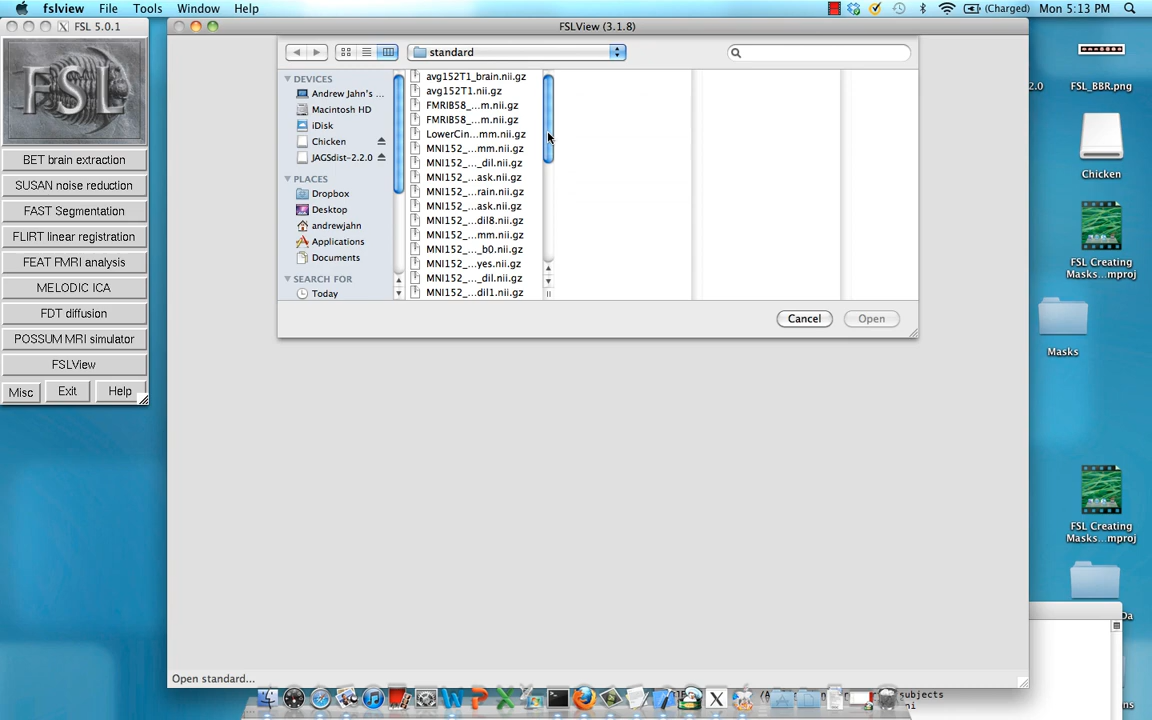 fslview File Tools Window Help (Charged) Mon 5:13 PM
FSL 5.0.1
FSL
BET brain extraction
SUSAN noise reduction
FAST Segmentation
FLIRT linear registration
FEAT FMRI analysis
MELODIC ICA
FDT diffusion
POSSUM MRI simulator
FSLView
Misc Exit Help
FSLView (3.1.8)
standard
DEVICES
Andrew Jahn's ...
Macintosh HD
iDisk
Chicken
JAGSdist-2.2.0
PLACES
Dropbox
Desktop
andrewjahn
Applications
Documents
SEARCH FOR
Today
avg152T1_brain.nii.gz
avg152T1.nii.gz
FMRIB58_...m.nii.gz
FMRIB58_...m.nii.gz
LowerCin...mm.nii.gz
MNI152_...mm.nii.gz
MNI152_..._dil.nii.gz
MNI152_...ask.nii.gz
MNI152_...rain.nii.gz
MNI152_...ask.nii.gz
MNI152_...dil8.nii.gz
MNI152_...mm.nii.gz
MNI152_..._b0.nii.gz
MNI152_...yes.nii.gz
MNI152_..._dil.nii.gz
MNI152_...dil1.nii.gz
Cancel Open
Open standard...
2.0
FSL_BBR.png
Chicken
FSL Creating
Masks...mproj
Masks
FSL Creating
Masks...mproj
Da
subjects
ni
ns